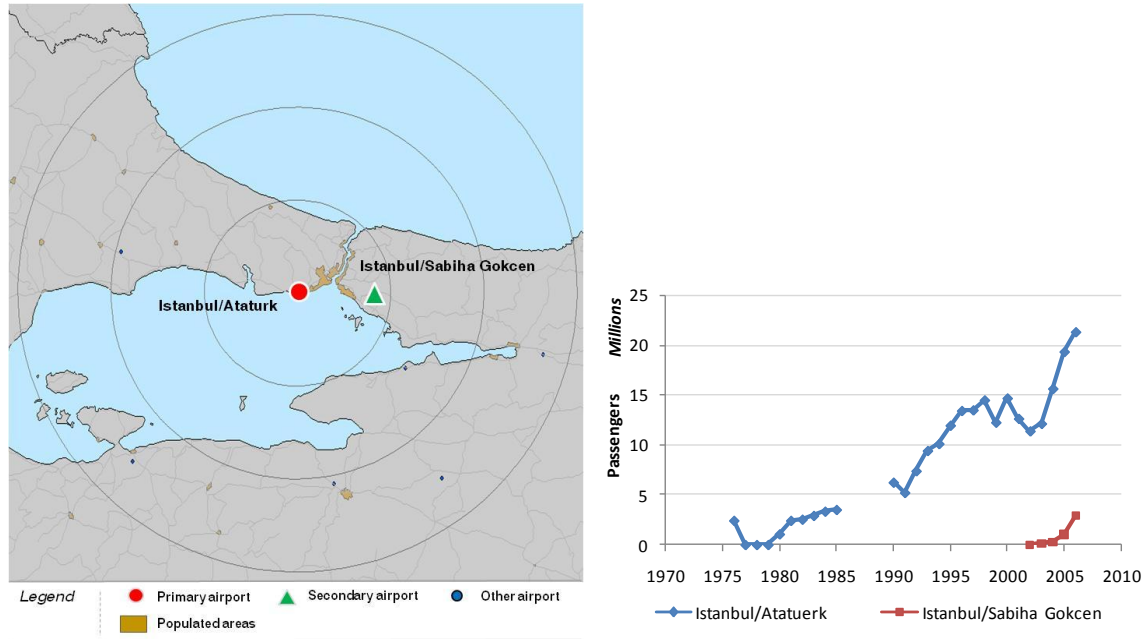 Istanbul/Sabiha Gokcen
Istanbul/Ataturk
Legend
Primary airport
Secondary airport
Other airport
Populated areas
Millions
Passengers
25
20
15
10
5
0
1970 1975 1980 1985 1990 1995 2000 2005 2010
Istanbul/Atatuerk Istanbul/Sabiha Gokcen